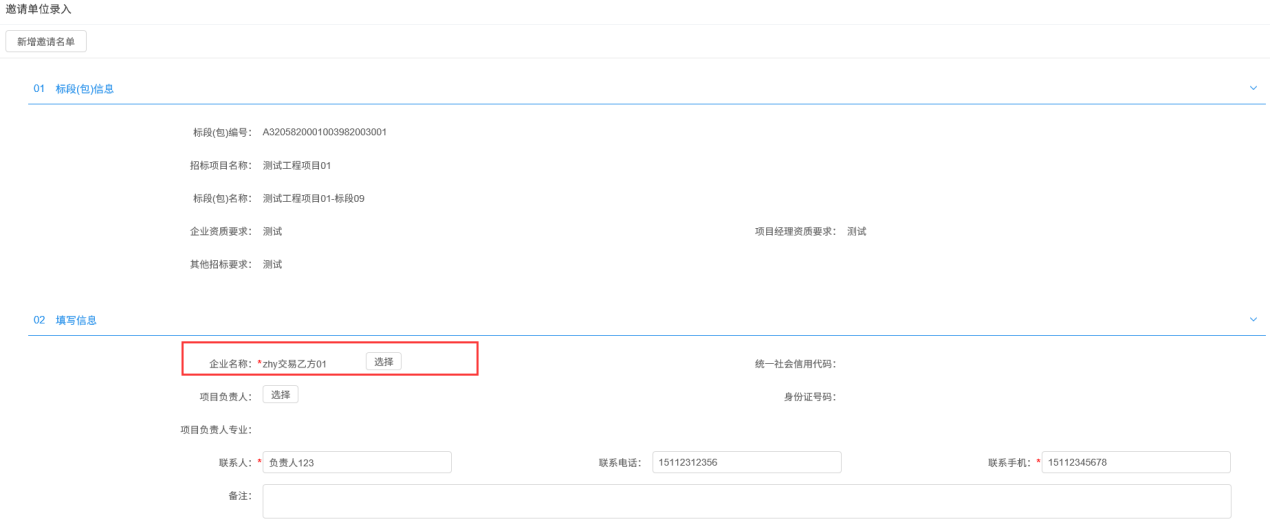 邀请单位录入
新增邀请名单
01 标段(包)信息
标段(包)编号： A3205820001003982003001
招标项目名称： 测试工程项目01
标段(包)名称： 测试工程项目01-标段09
企业资质要求： 测试 项目经理资质要求： 测试
其他招标要求： 测试
02 填写信息
企业名称：*zhy交易乙方01 选择 统一社会信用代码：
项目负责人： 选择 身份证号码：
项目负责人专业：
联系人：* 负责人123 联系电话： 15112312356 联系手机：* 15112345678
备注：